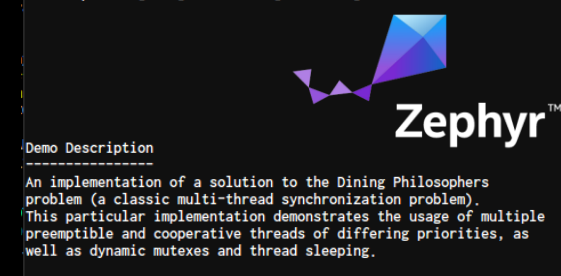 Zephyr™
Demo Description
----------------
An implementation of a solution to the Dining Philosophers
problem (a classic multi-thread synchronization problem).
This particular implementation demonstrates the usage of multiple
preemptible and cooperative threads of differing priorities, as
well as dynamic mutexes and thread sleeping.